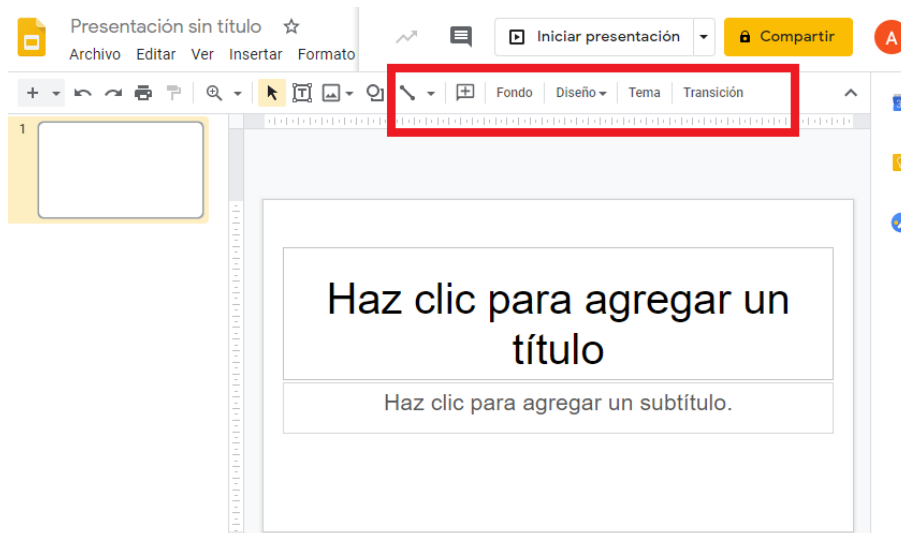 Presentación sin título
Archivo Editar Ver Insertar Formato
Iniciar presentación
Compartir
A
Fondo Diseño Tema Transición
1
Haz clic para agregar un
título
Haz clic para agregar un subtítulo.